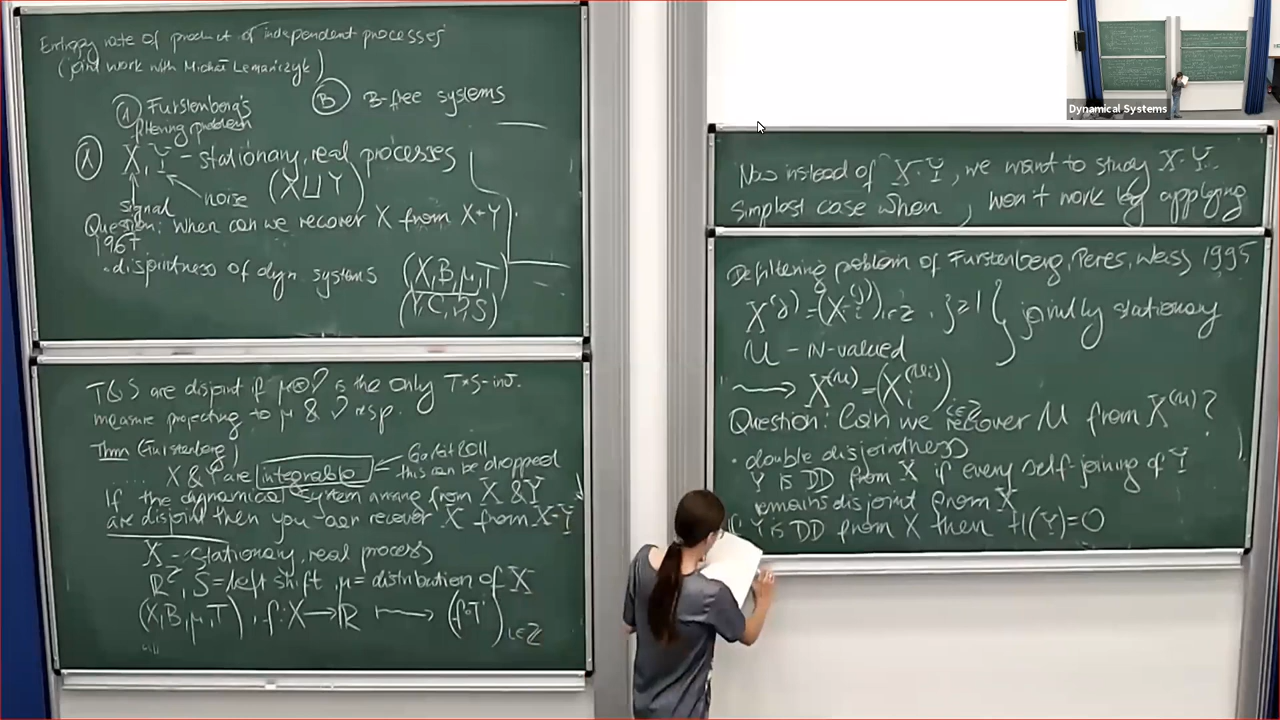 Entropy rate of product of independent processes
(joint work with Michał Lemańczyk)
① Furstenberg's filtering problem
Ⓑ B-free systems
Ⓐ X, Y - stationary, real processes
signal
noise (X ⊔ Y)
Question: when can we recover X from X+Y
1967
• disjointness of dyn. systems (X,B,μ,T)
(Y,C,ν,S)
T & S are disjoint if μ⊗ν is the only T×S-inv.
measure projecting to μ & ν resp.
Thm (Furstenberg)
.... X & Y are integrable ← Garbit 2011
this can be dropped
If the dynamical system arising from X & Y
are disjoint then you can recover X from X+Y
X - stationary, real process
S = left shift, μ = distribution of X
(X,B,μ,T), f: X → R ↦ (f∘Tⁱ) i∈Z
Dynamical Systems
Now instead of X+Y, we want to study X·Y.
Simplest case when , won't work by applying
Defiltering problem of Furstenberg, Peres, Weiss 1995
X^(j) = (X_i^(j)) i∈Z, j≥1 } jointly stationary
U - N-valued
⟿ X^(U) = (X_i^(U_i)) i∈Z
Question: Can we recover U from X^(U)?
• double disjointness
Y is DD from X if every self-joining of Y
remains disjoint from X
If Y is DD from X then H(Y)=0